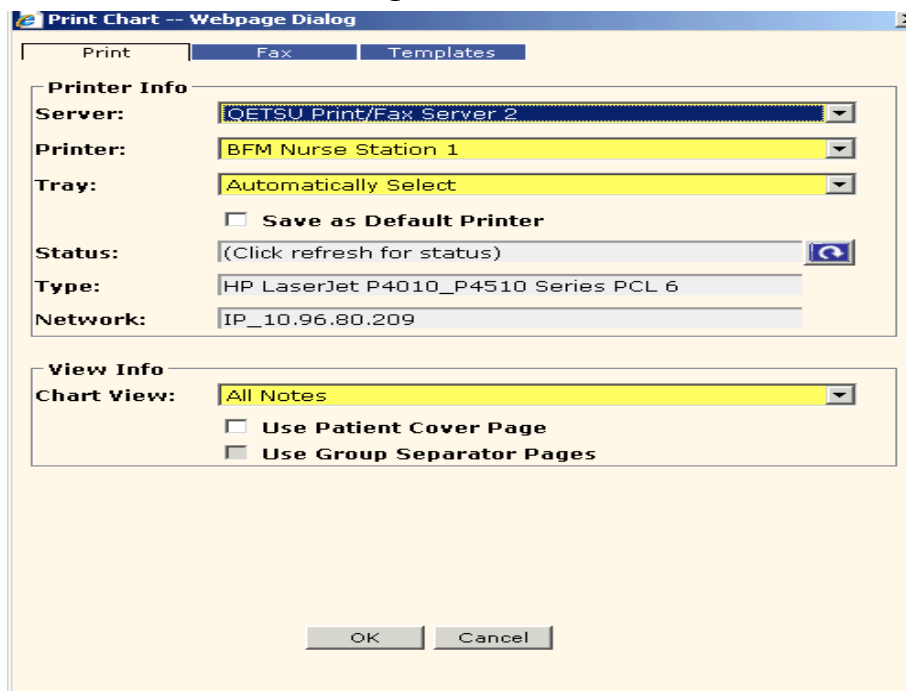 Print Chart -- Webpage Dialog
Print Fax Templates
Printer Info
Server: QETSU Print/Fax Server 2
Printer: BFM Nurse Station 1
Tray: Automatically Select
Save as Default Printer
Status: (Click refresh for status)
Type: HP LaserJet P4010_P4510 Series PCL 6
Network: IP_10.96.80.209
View Info
Chart View: All Notes
Use Patient Cover Page
Use Group Separator Pages
OK Cancel